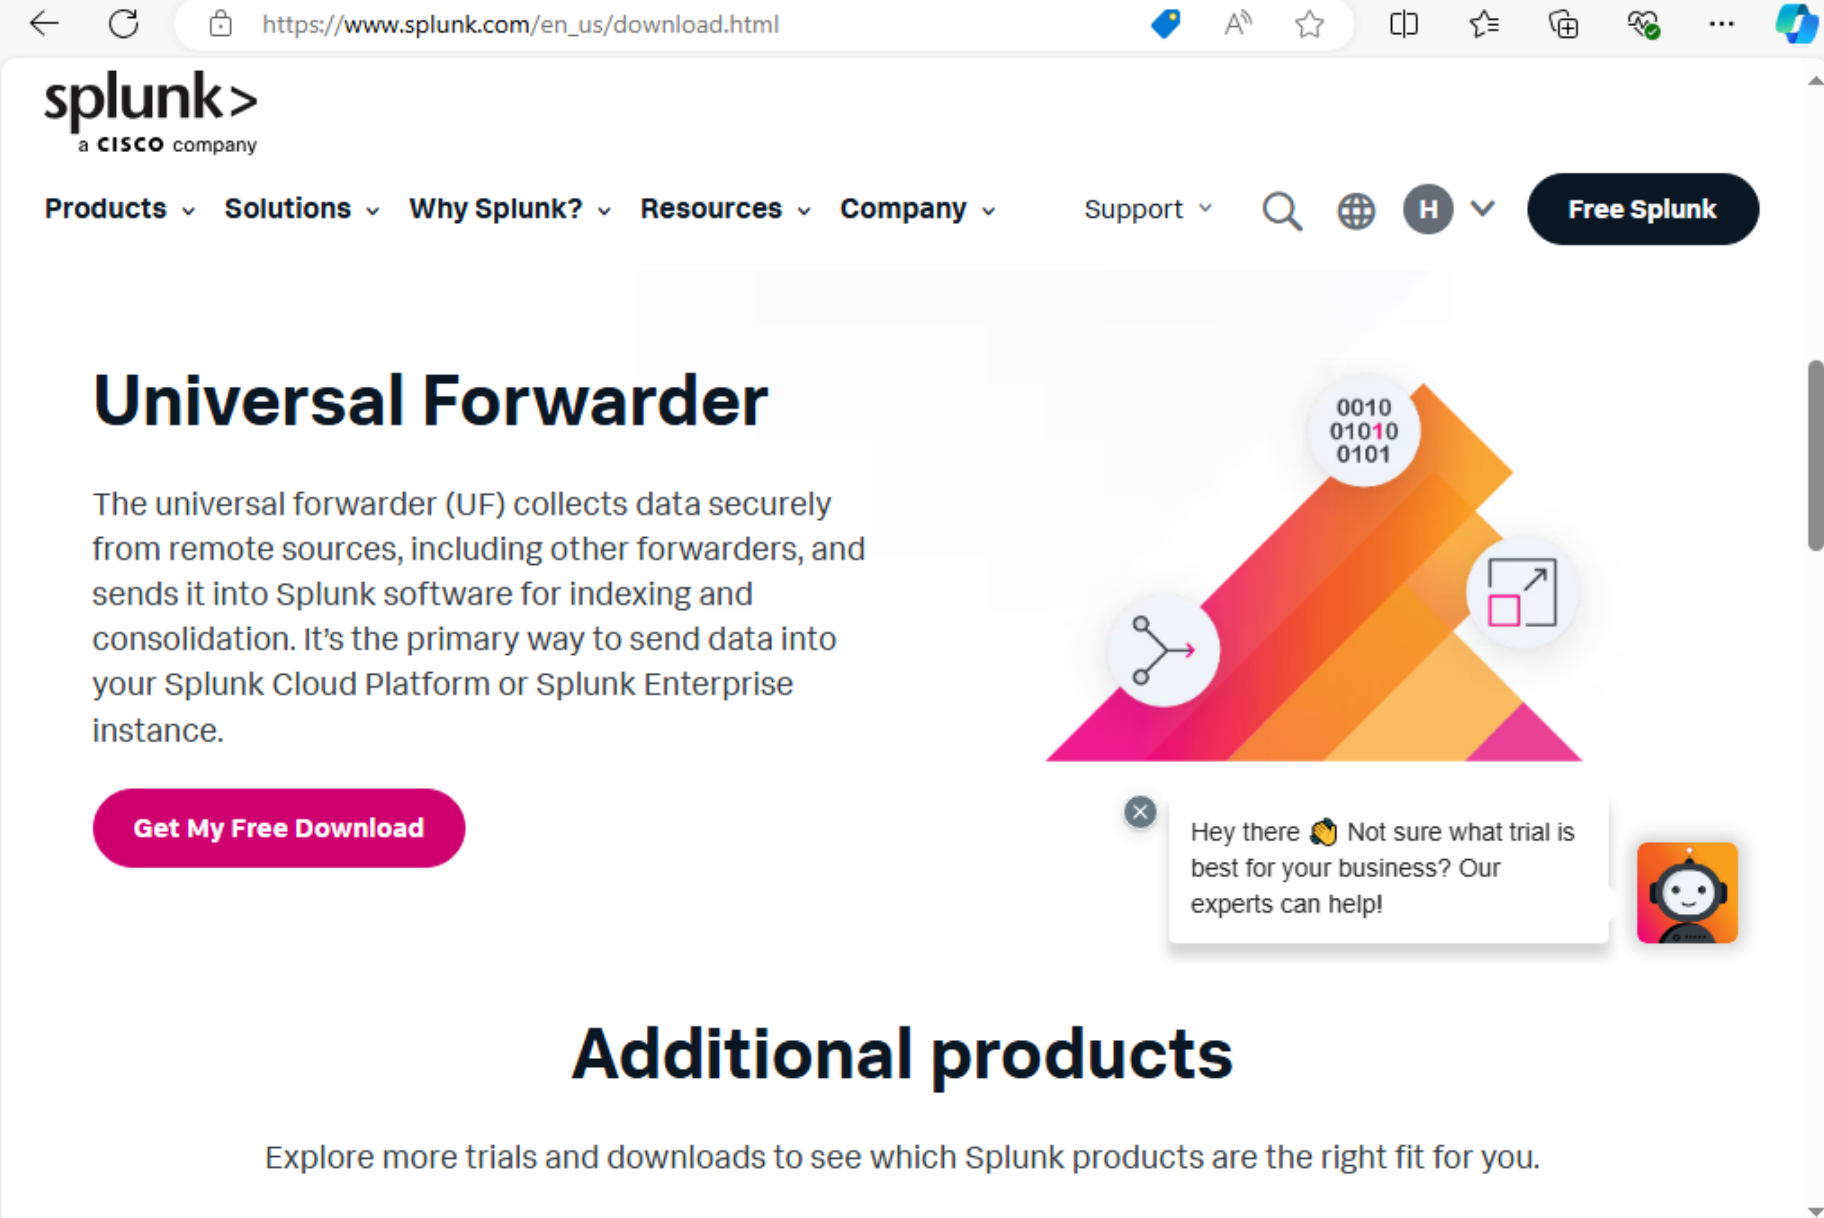 https://www.splunk.com/en_us/download.html
splunk>
a CISCO company
Products Solutions Why Splunk? Resources Company Support H Free Splunk
Universal Forwarder
The universal forwarder (UF) collects data securely
from remote sources, including other forwarders, and
sends it into Splunk software for indexing and
consolidation. It's the primary way to send data into
your Splunk Cloud Platform or Splunk Enterprise
instance.
Get My Free Download
0010
01010
0101
Hey there 👋 Not sure what trial is
best for your business? Our
experts can help!
Additional products
Explore more trials and downloads to see which Splunk products are the right fit for you.